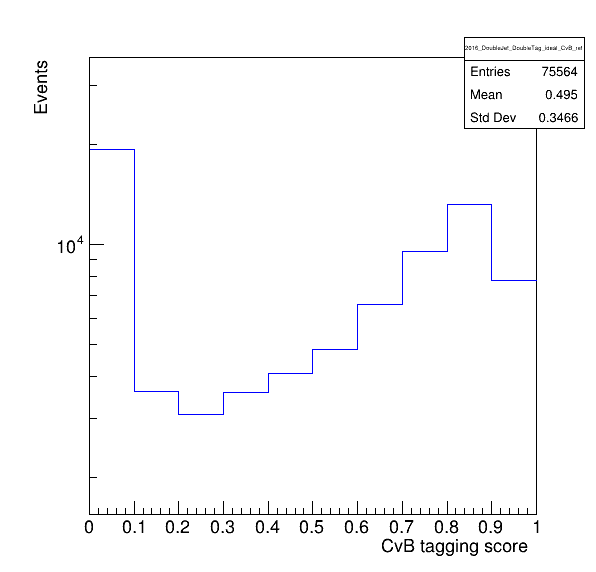 2016_DoubleJet_DoubleTag_ideal_CvB_ref
Entries 75564
Mean 0.495
Std Dev 0.3466
Events
10^4
0 0.1 0.2 0.3 0.4 0.5 0.6 0.7 0.8 0.9 1
CvB tagging score